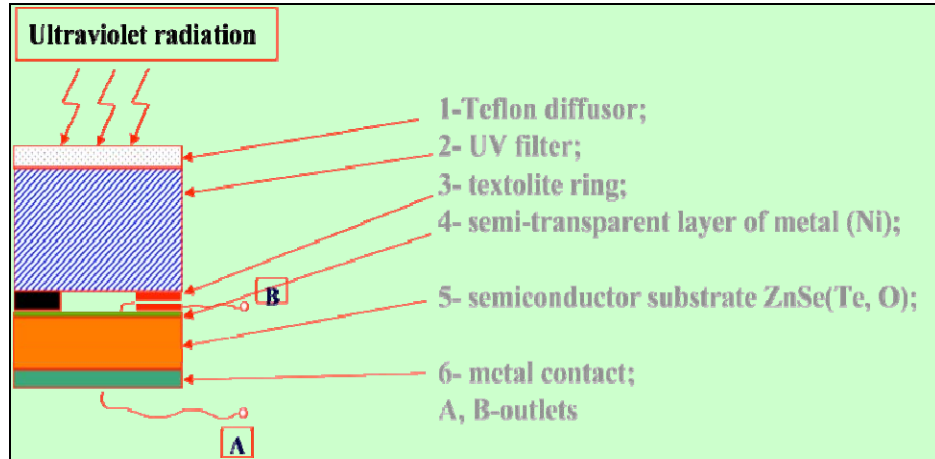 Ultraviolet radiation
1-Teflon diffusor;
2- UV filter;
3- textolite ring;
4- semi-transparent layer of metal (Ni);
B
5- semiconductor substrate ZnSe(Te, O);
6- metal contact;
A, B-outlets
A